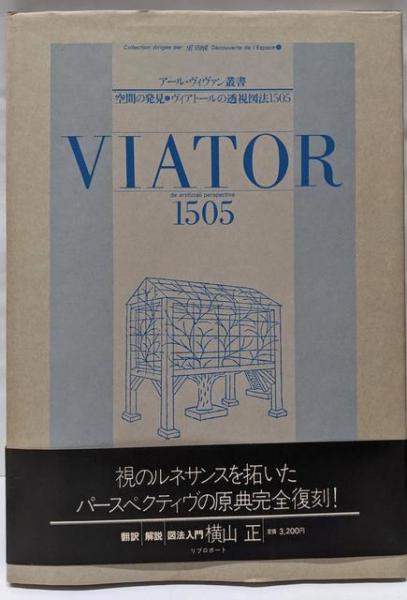 Collection dirigée par ART VIVANT Découverte de l'Espace❶
アール・ヴィヴァン叢書
空間の発見●ヴィアトールの透視図法1505
VIATOR
de artificiali perspectiva
1505
視のルネサンスを拓いた
パースペクティヴの原典完全復刻!
翻訳 解説 図法入門 横山 正 定価 3,200円
リブロポート